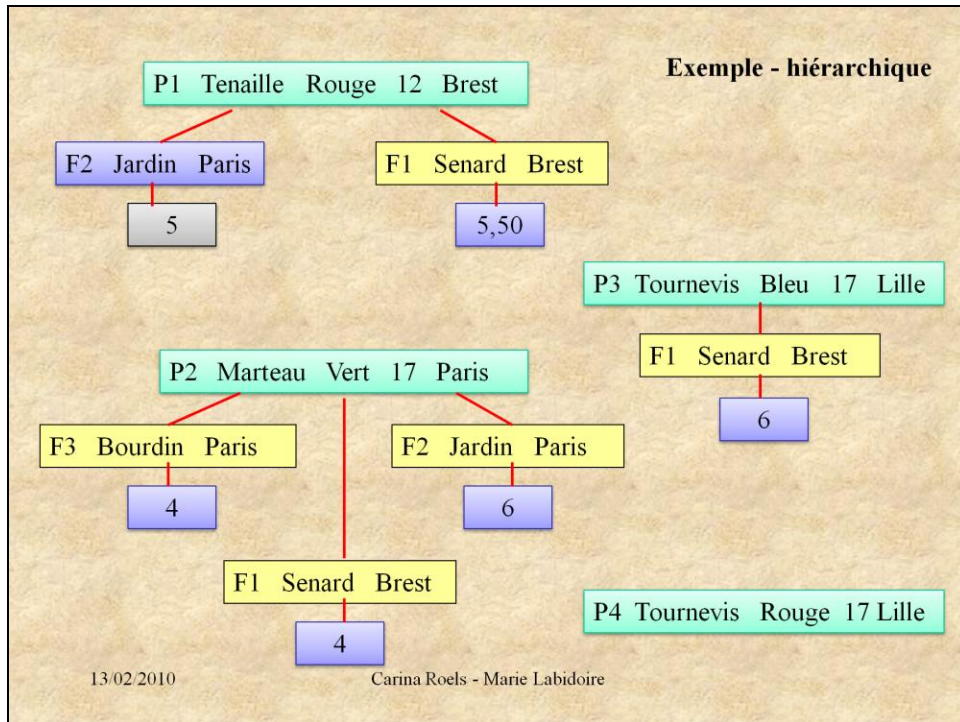 Exemple - hiérarchique
P1 Tenaille Rouge 12 Brest
F2 Jardin Paris
F1 Senard Brest
5
5,50
P3 Tournevis Bleu 17 Lille
F1 Senard Brest
6
P2 Marteau Vert 17 Paris
F3 Bourdin Paris
F2 Jardin Paris
4
6
F1 Senard Brest
4
P4 Tournevis Rouge 17 Lille
13/02/2010
Carina Roels - Marie Labidoire